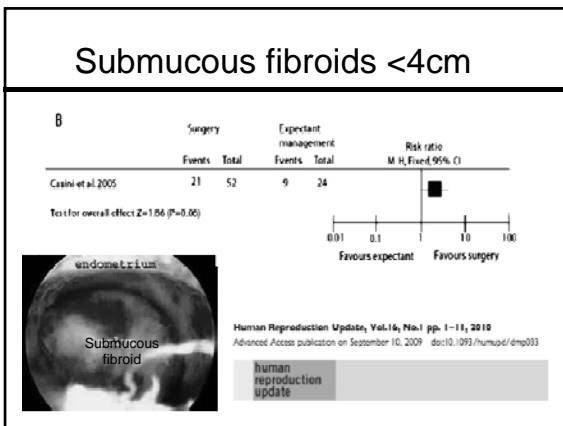 Submucous fibroids <4cm
B
Surgery Expectant management
Events Total Events Total
Risk ratio
M H, Fixed, 95% CI
Casini et al. 2005 21 52 9 24
Test for overall effect Z=1.86 (P=0.06)
0.01 0.1 1 10 100
Favours expectant Favours surgery
endometrium
Submucous
fibroid
Human Reproduction Update, Vol.16, No.1 pp. 1–11, 2010
Advanced Access publication on September 10, 2009 doi:10.1093/humupd/dmp033
human
reproduction
update